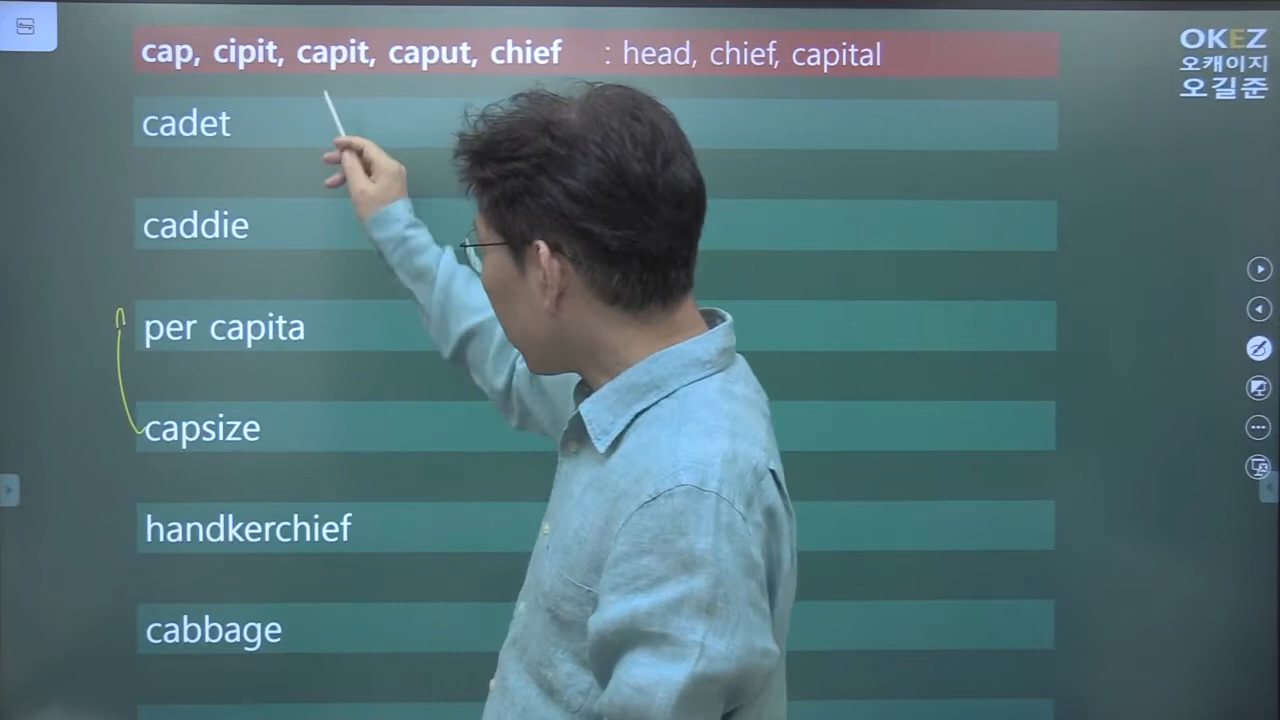 cap, cipit, capit, caput, chief : head, chief, capital
OKEZ
오캐이지
오길준
cadet
caddie
per capita
capsize
handkerchief
cabbage